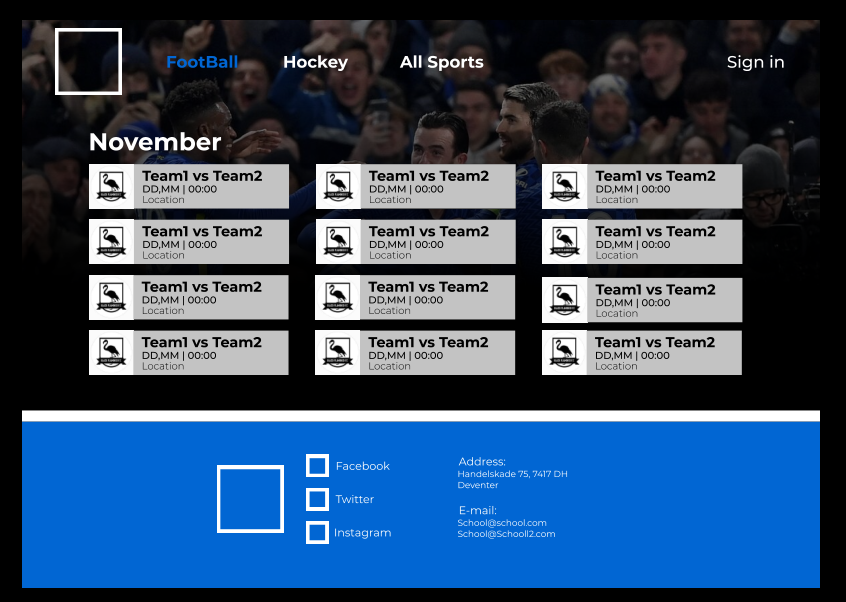 FootBall
Hockey
All Sports
Sign in
November
Team1 vs Team2
DD,MM | 00:00
Location
Team1 vs Team2
DD,MM | 00:00
Location
Team1 vs Team2
DD,MM | 00:00
Location
Team1 vs Team2
DD,MM | 00:00
Location
Team1 vs Team2
DD,MM | 00:00
Location
Team1 vs Team2
DD,MM | 00:00
Location
Team1 vs Team2
DD,MM | 00:00
Location
Team1 vs Team2
DD,MM | 00:00
Location
Team1 vs Team2
DD,MM | 00:00
Location
Team1 vs Team2
DD,MM | 00:00
Location
Team1 vs Team2
DD,MM | 00:00
Location
Team1 vs Team2
DD,MM | 00:00
Location
Facebook
Twitter
Instagram
Address:
Handelskade 75, 7417 DH
Deventer
E-mail:
School@school.com
School@Schooll2.com